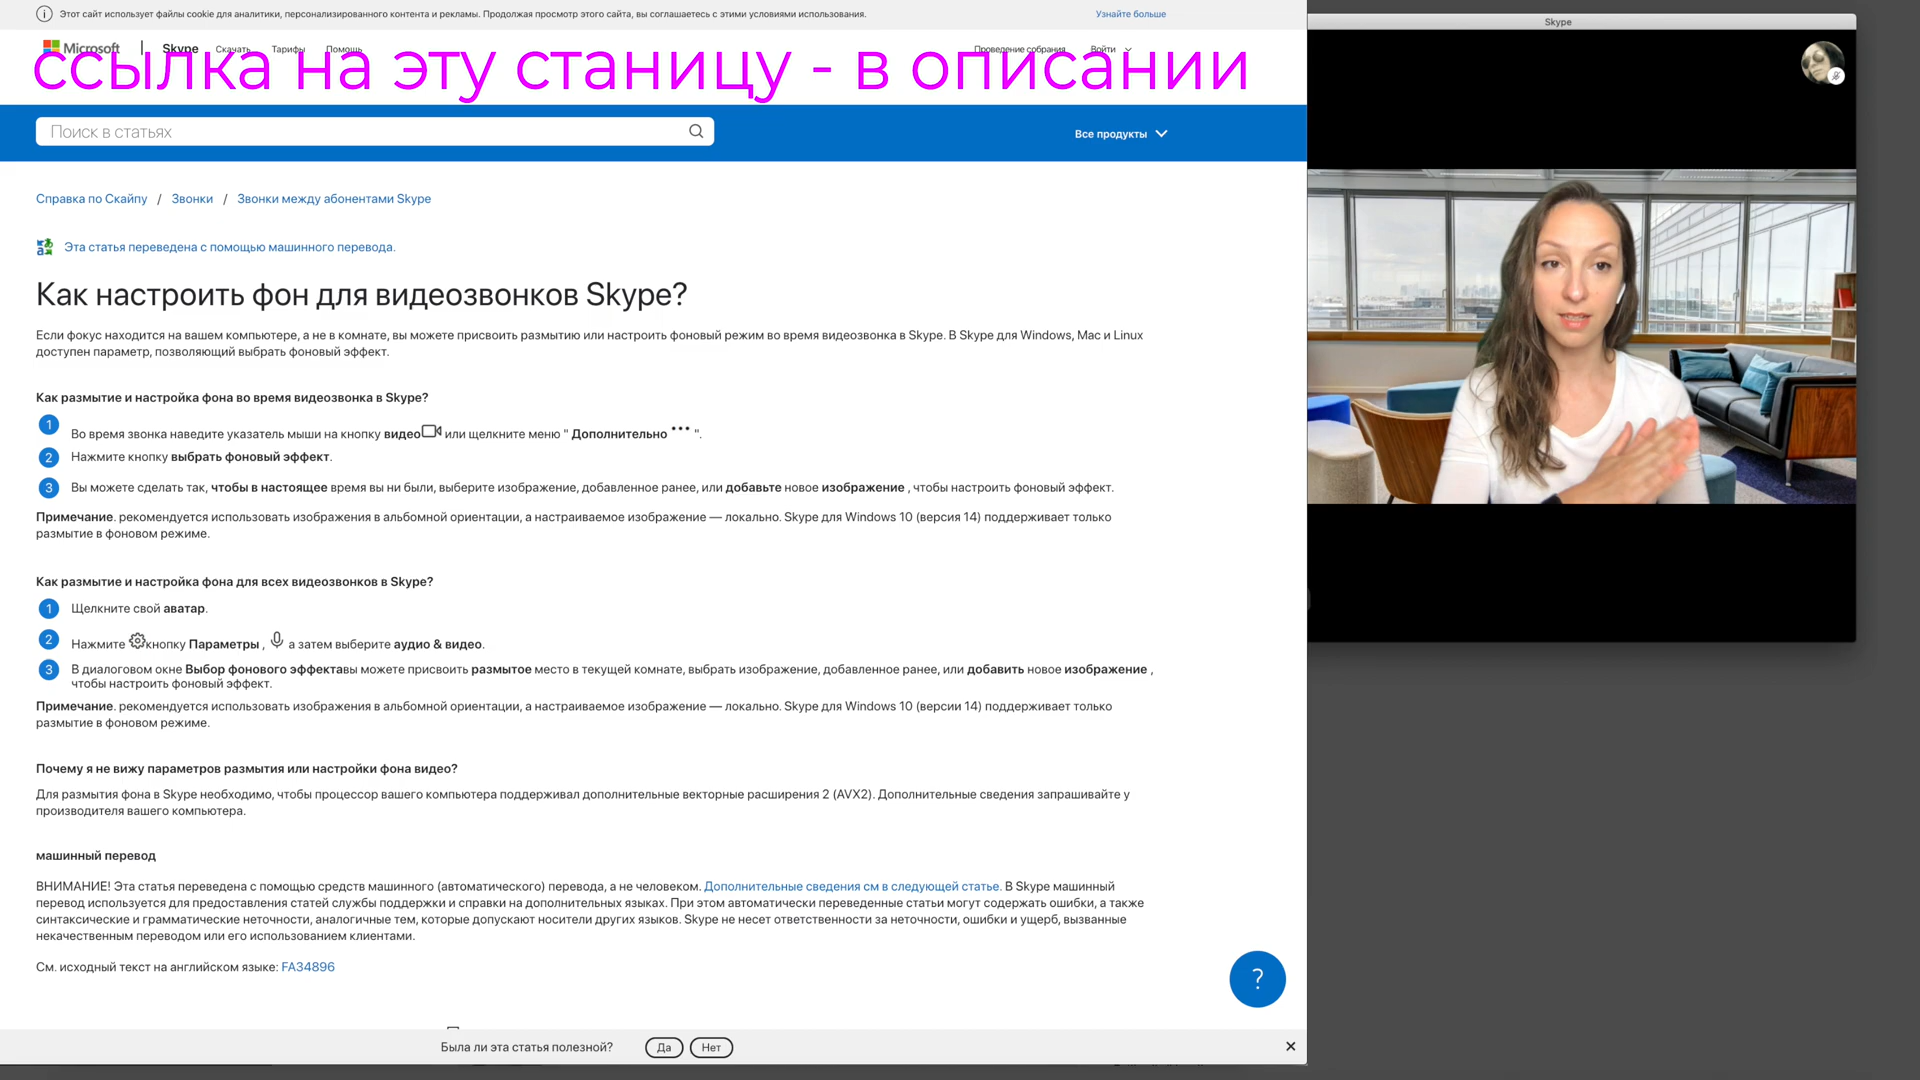 Этот сайт использует файлы cookie для аналитики, персонализированного контента и рекламы. Продолжая просмотр этого сайта, вы соглашаетесь с этими условиями использования. Узнайте больше
Skype
Microsoft | Skype Скачать Тарифы Помощь Проведение собрания Войти
ссылка на эту станицу - в описании
Поиск в статьях
Все продукты
Справка по Скайпу / Звонки / Звонки между абонентами Skype
Эта статья переведена с помощью машинного перевода.
Как настроить фон для видеозвонков Skype?
Если фокус находится на вашем компьютере, а не в комнате, вы можете присвоить размытию или настроить фоновый режим во время видеозвонка в Skype. В Skype для Windows, Mac и Linux
доступен параметр, позволяющий выбрать фоновый эффект.
Как размытие и настройка фона во время видеозвонка в Skype?
1 Во время звонка наведите указатель мыши на кнопку видео или щелкните меню " Дополнительно ••• ".
2 Нажмите кнопку выбрать фоновый эффект.
3 Вы можете сделать так, чтобы в настоящее время вы ни были, выберите изображение, добавленное ранее, или добавьте новое изображение , чтобы настроить фоновый эффект.
Примечание. рекомендуется использовать изображения в альбомной ориентации, а настраиваемое изображение — локально. Skype для Windows 10 (версия 14) поддерживает только
размытие в фоновом режиме.
Как размытие и настройка фона для всех видеозвонков в Skype?
1 Щелкните свой аватар.
2 Нажмите кнопку Параметры , а затем выберите аудио & видео.
3 В диалоговом окне Выбор фонового эффектавы можете присвоить размытое место в текущей комнате, выбрать изображение, добавленное ранее, или добавить новое изображение ,
чтобы настроить фоновый эффект.
Примечание. рекомендуется использовать изображения в альбомной ориентации, а настраиваемое изображение — локально. Skype для Windows 10 (версии 14) поддерживает только
размытие в фоновом режиме.
Почему я не вижу параметров размытия или настройки фона видео?
Для размытия фона в Skype необходимо, чтобы процессор вашего компьютера поддерживал дополнительные векторные расширения 2 (AVX2). Дополнительные сведения запрашивайте у
производителя вашего компьютера.
машинный перевод
ВНИМАНИЕ! Эта статья переведена с помощью средств машинного (автоматического) перевода, а не человеком. Дополнительные сведения см в следующей статье. В Skype машинный
перевод используется для предоставления статей службы поддержки и справки на дополнительных языках. При этом автоматически переведенные статьи могут содержать ошибки, а также
синтаксические и грамматические неточности, аналогичные тем, которые допускают носители других языков. Skype не несет ответственности за неточности, ошибки и ущерб, вызванные
некачественным переводом или его использованием клиентами.
См. исходный текст на английском языке: FA34896
?
Была ли эта статья полезной? Да Нет